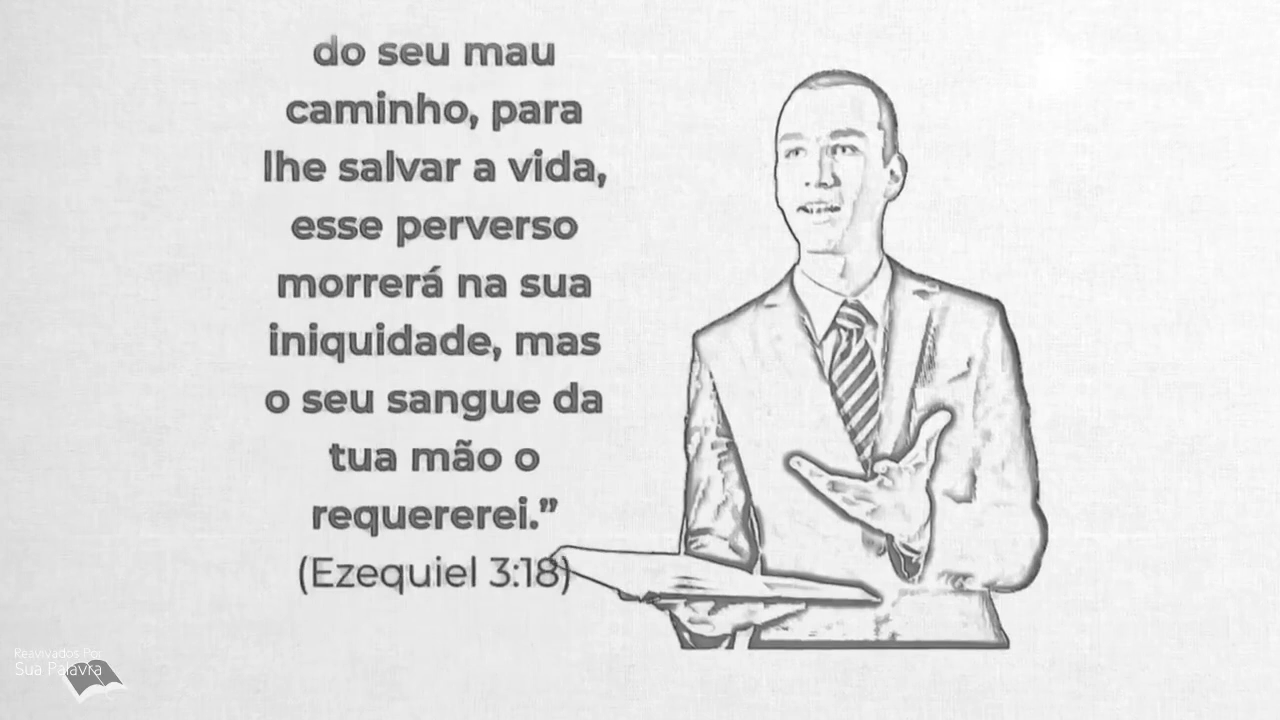 do seu mau
caminho, para
lhe salvar a vida,
esse perverso
morrerá na sua
iniquidade, mas
o seu sangue da
tua mão o
requererei.”
(Ezequiel 3:18)
Reavivados Por
Sua Palavra